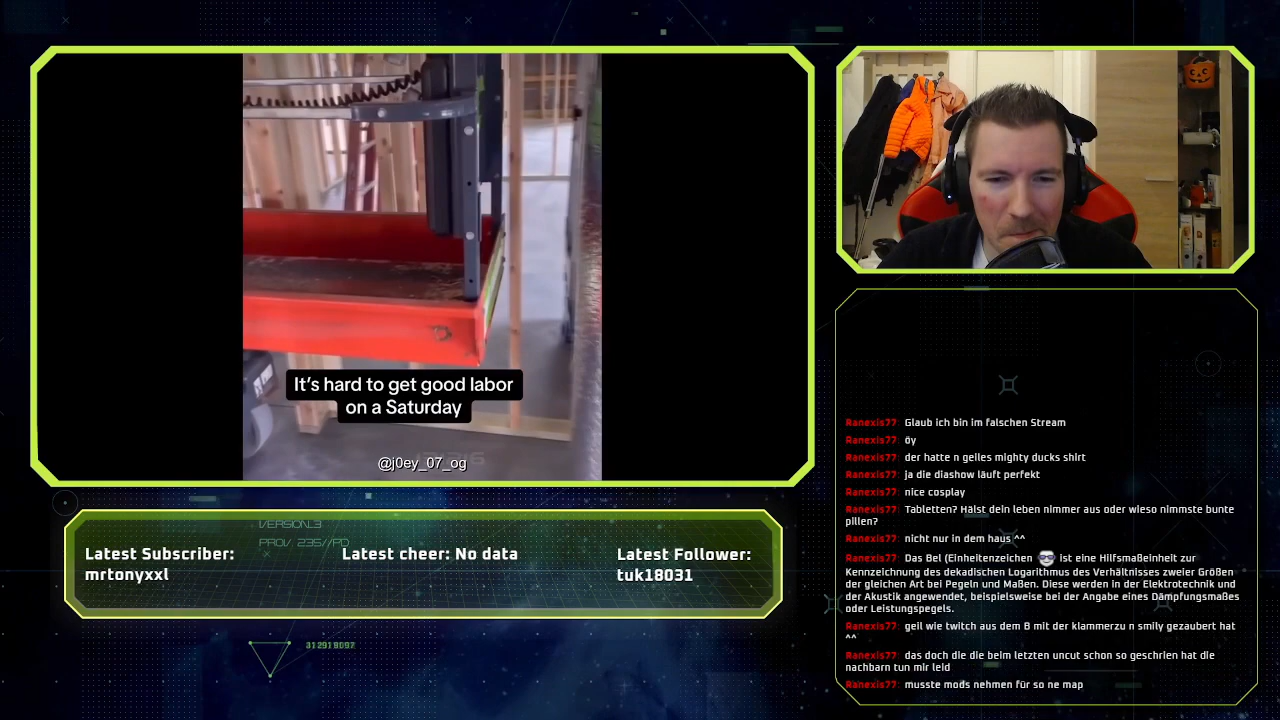 It's hard to get good labor
on a Saturday
@j0ey_07_og
VERSION.3
PROV 235//PD
Latest Subscriber:
mrtonyxxl
Latest cheer: No data
Latest Follower:
tuk18031
31291809?
Ranexis77: Glaub ich bin im falschen Stream
Ranexis77: öy
Ranexis77: der hatte n gelles mighty ducks shirt
Ranexis77: ja die diashow läuft perfekt
Ranexis77: nice cosplay
Ranexis77: Tabletten? Hälst dein leben nimmer aus oder wieso nimmste bunte
pillen?
Ranexis77: nicht nur in dem haus ^^
Ranexis77: Das Bel (Einheitenzeichen ist eine Hilfsmaßeinheit zur
Kennzeichnung des dekadischen Logarithmus des Verhältnisses zweier Größen
der gleichen Art bei Pegeln und Maßen. Diese werden in der Elektrotechnik und
der Akustik angewendet, beispielsweise bei der Angabe eines Dämpfungsmaßes
oder Leistungspegels.
Ranexis77: geil wie twitch aus dem B mit der klammerzu n smily gezaubert hat
^^
Ranexis77: das doch die die beim letzten uncut schon so geschrien hat die
nachbarn tun mir leid
Ranexis77: musste mods nehmen für so ne map